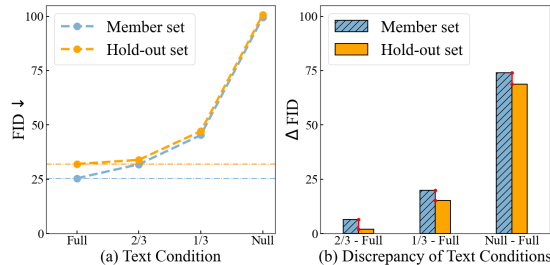 100
75
50
25
0
FID ↓
Member set
Hold-out set
Full
2/3
1/3
Null
(a) Text Condition
100
75
50
25
0
Δ FID
Member set
Hold-out set
2/3 - Full
1/3 - Full
Null - Full
(b) Discrepancy of Text Conditions